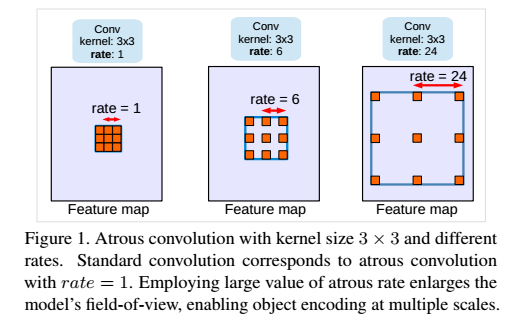 Conv
kernel: 3x3
rate: 1
Conv
kernel: 3x3
rate: 6
Conv
kernel: 3x3
rate: 24
rate = 1
rate = 6
rate = 24
Feature map
Feature map
Feature map
Figure 1. Atrous convolution with kernel size 3 × 3 and different
rates. Standard convolution corresponds to atrous convolution
with rate = 1. Employing large value of atrous rate enlarges the
model's field-of-view, enabling object encoding at multiple scales.